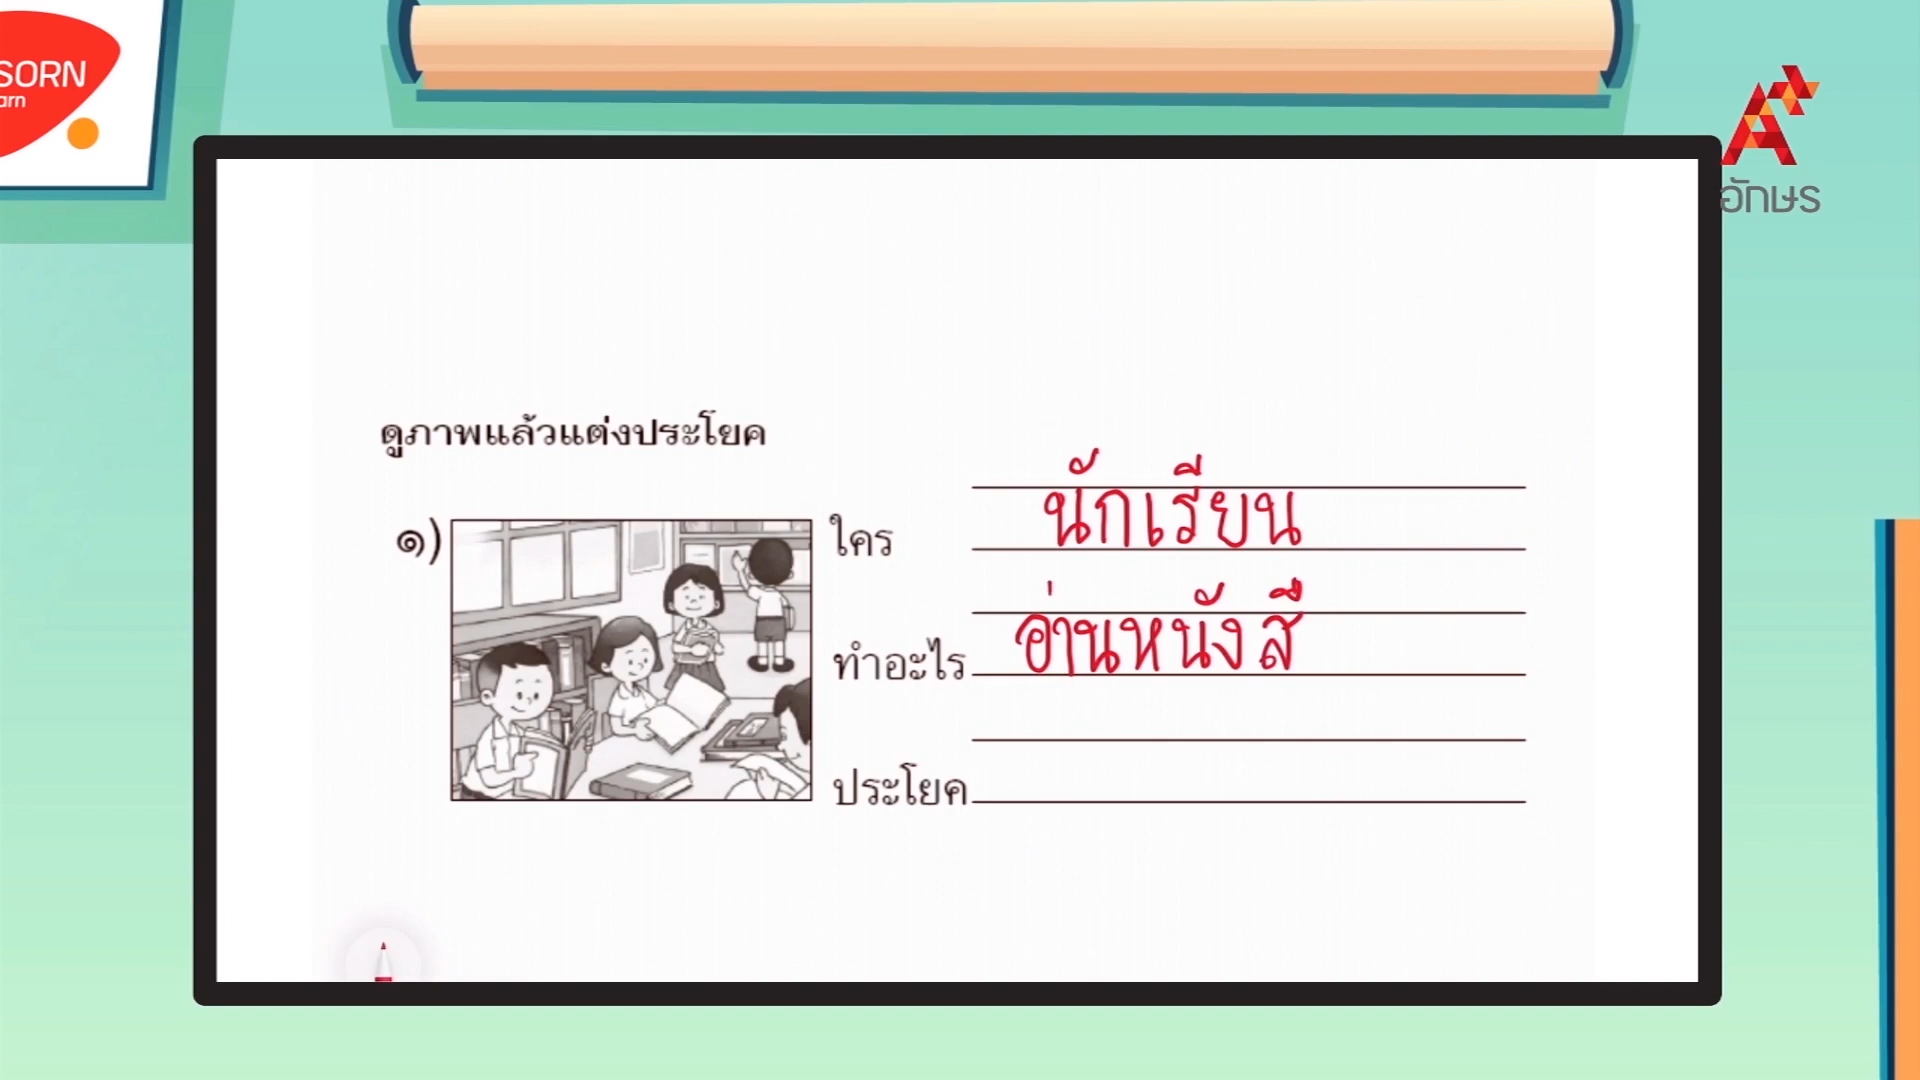 SORN
arn
อักษร
ดูภาพแล้วแต่งประโยค
๑)
ใคร นักเรียน
ทำอะไร อ่านหนังสื
ประโยค